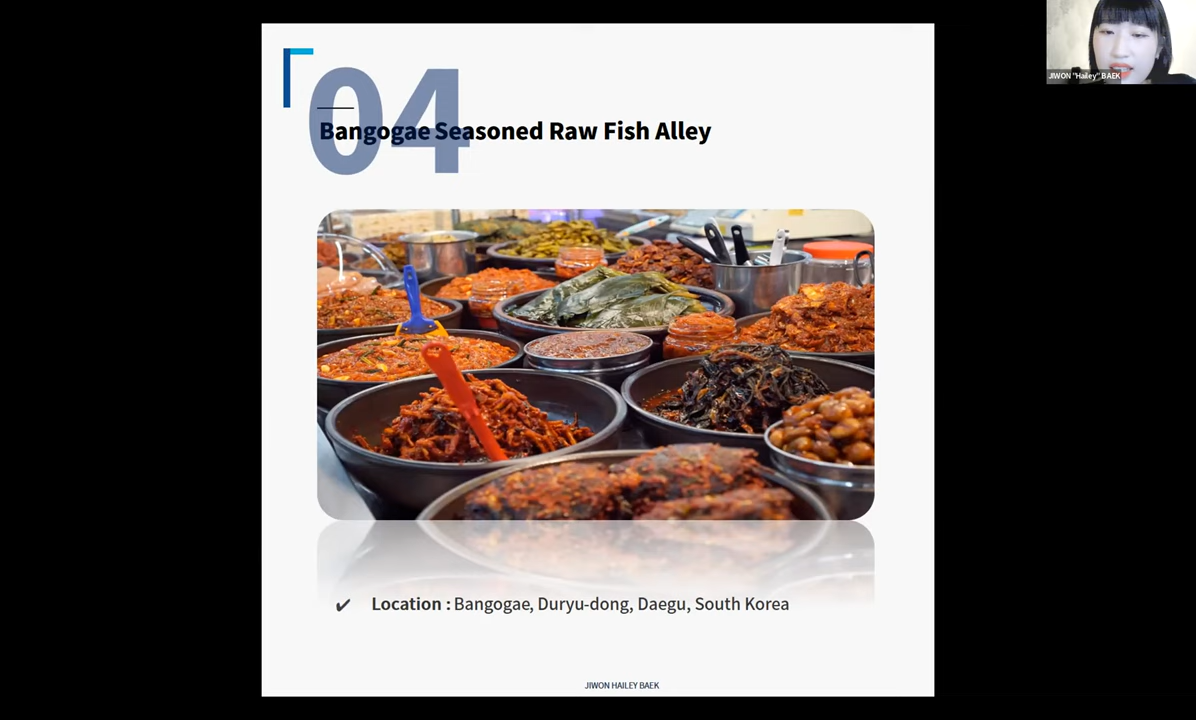 JIWON "Hailey" BAEK
04
Bangogae Seasoned Raw Fish Alley
✔ Location : Bangogae, Duryu-dong, Daegu, South Korea
JIWON HAILEY BAEK